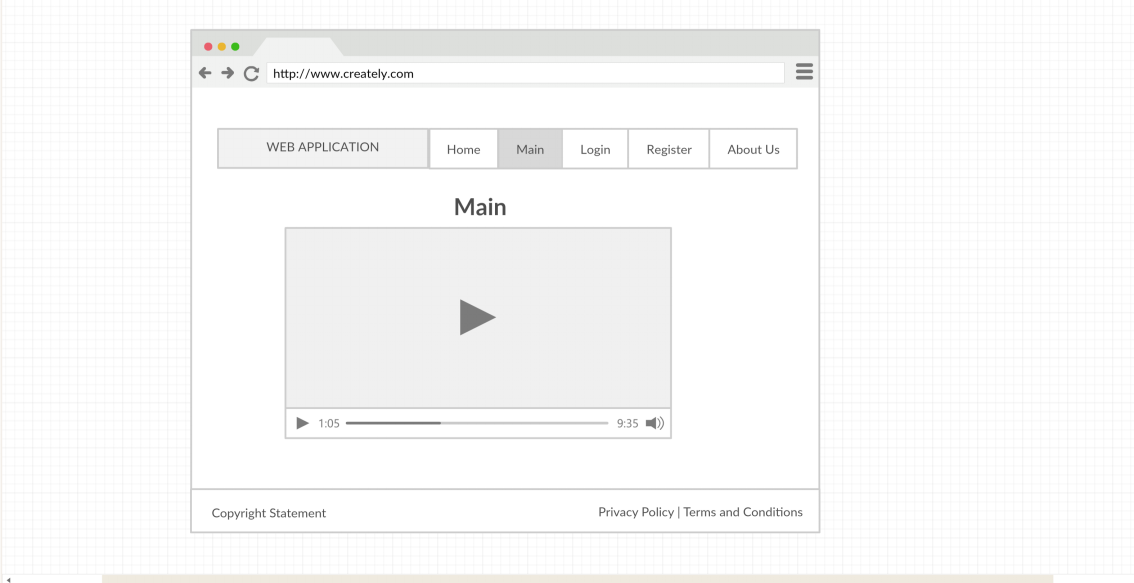 http://www.creately.com
WEB APPLICATION Home Main Login Register About Us
Main
1:05 9:35
Copyright Statement Privacy Policy | Terms and Conditions